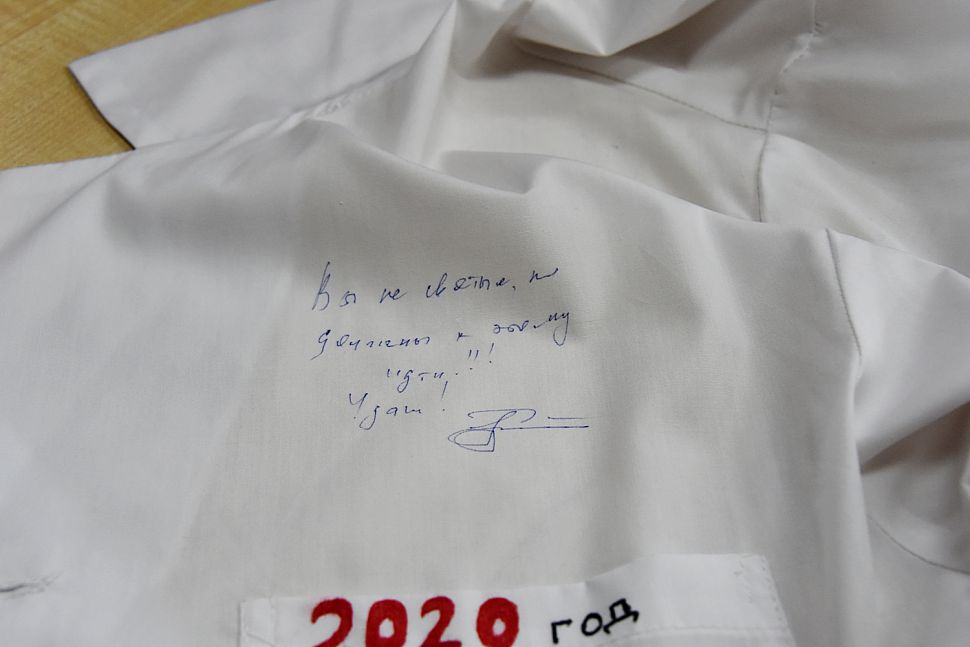 Вы не святые, но
должны к этому
идти!!!
Удачи!
2020 год